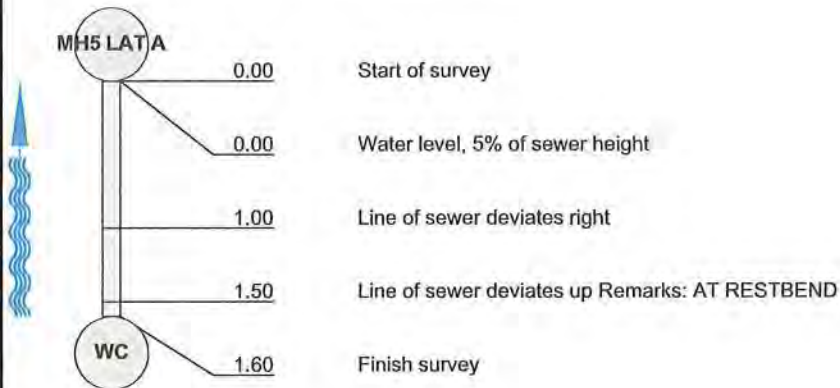 MH5 LAT A
0.00 Start of survey
0.00 Water level, 5% of sewer height
1.00 Line of sewer deviates right
1.50 Line of sewer deviates up Remarks: AT RESTBEND
WC
1.60 Finish survey